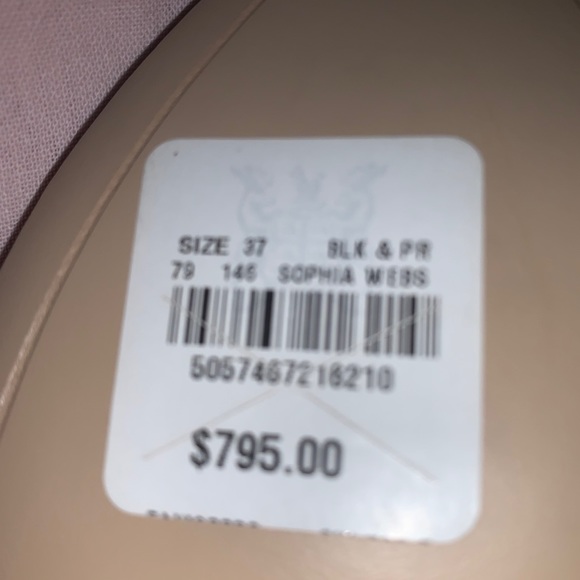 SIZE 37 BLK & PR
79 146 SOPHIA WEBS
5057467216210
$795.00